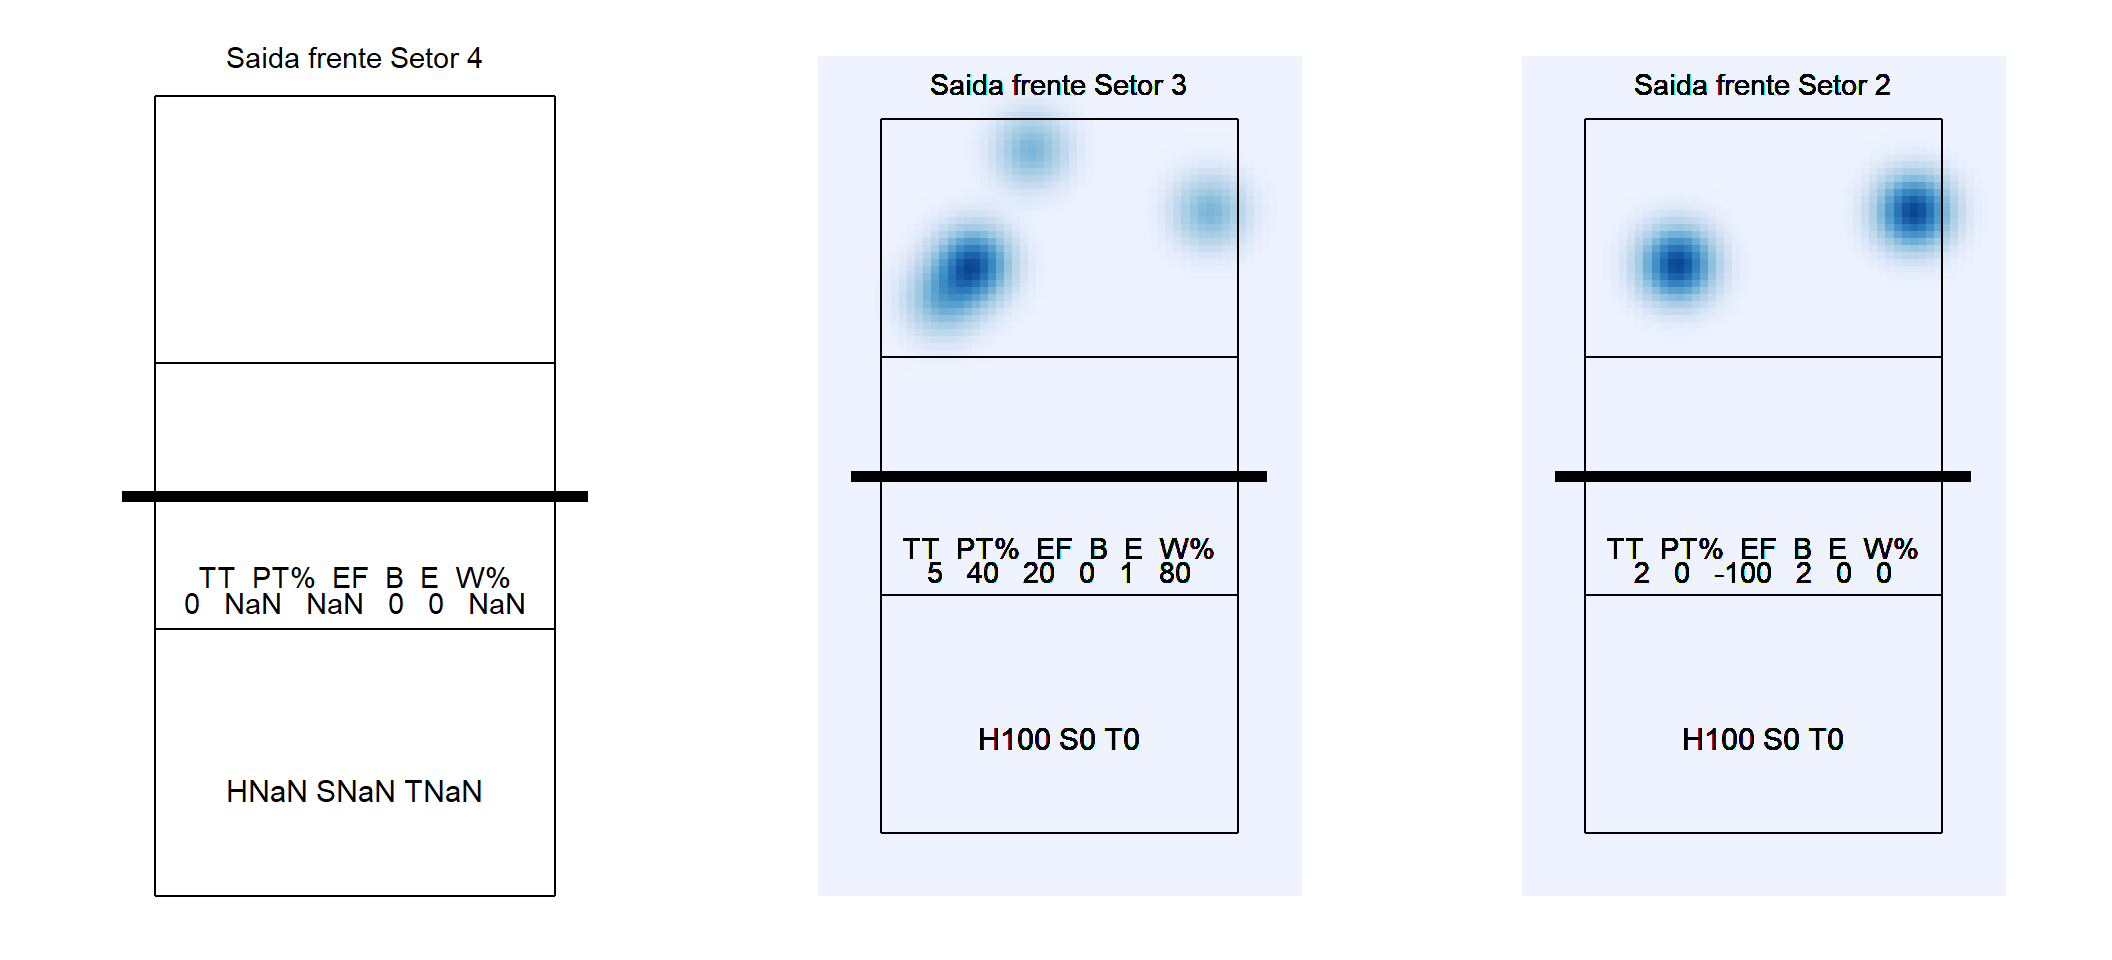 Saida frente Setor 4
TT PT% EF B E W%
0 NaN NaN 0 0 NaN
HNaN SNaN TNaN
Saida frente Setor 3
TT PT% EF B E W%
5 40 20 0 1 80
H100 S0 T0
Saida frente Setor 2
TT PT% EF B E W%
2 0 -100 2 0 0
H100 S0 T0